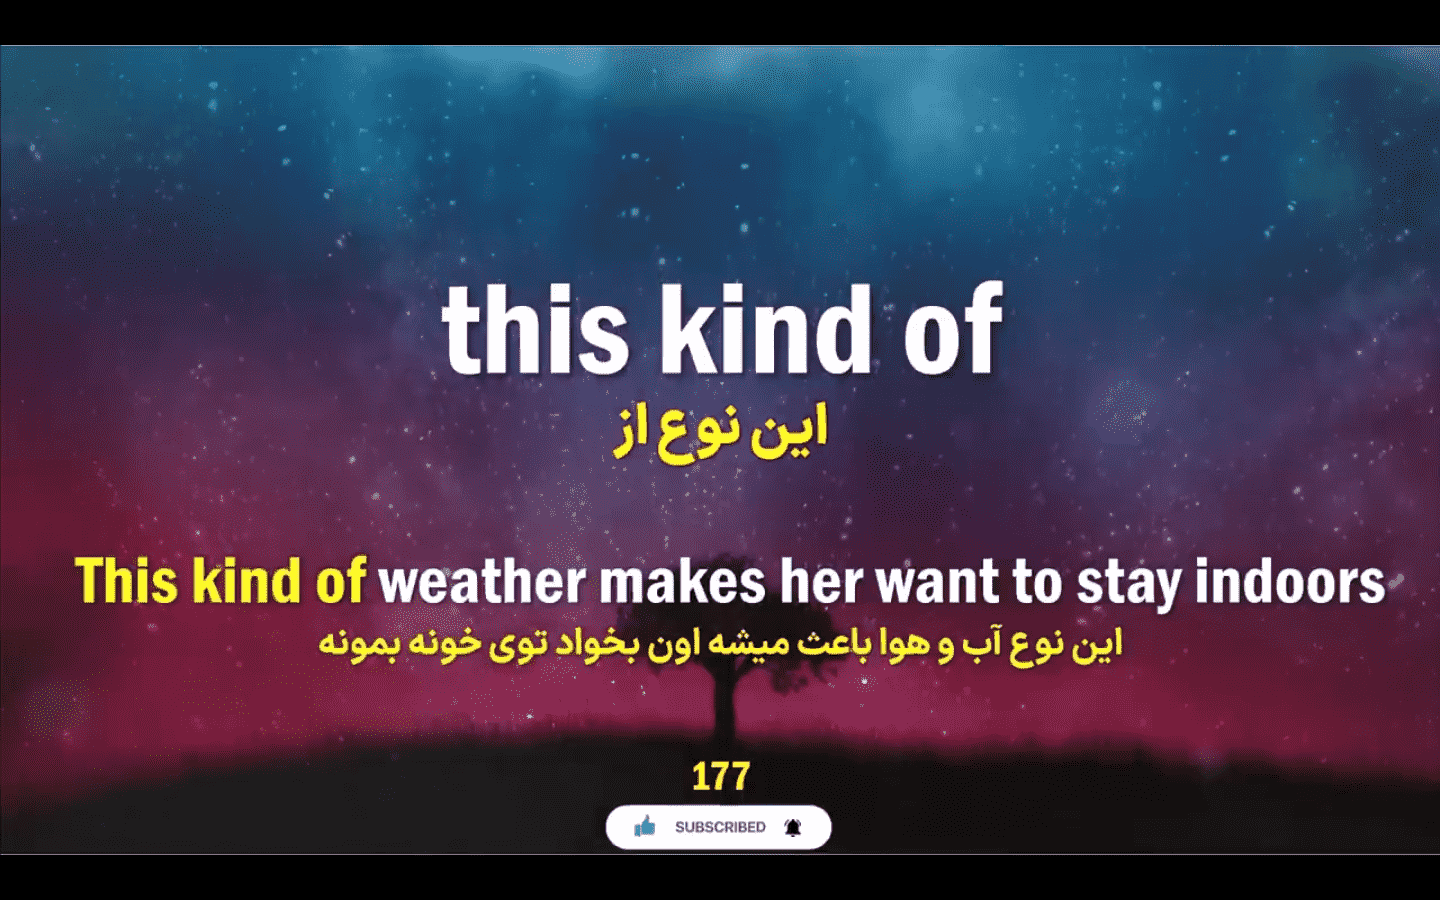 this kind of
این نوع از
This kind of weather makes her want to stay indoors
این نوع آب و هوا باعث میشه اون بخواد توی خونه بمونه
177
SUBSCRIBED